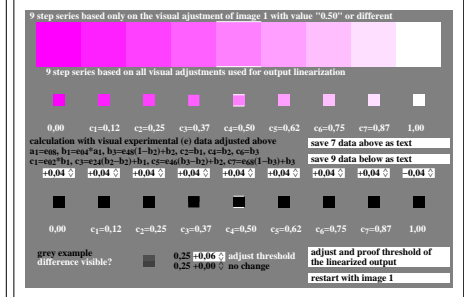 9 step series based only on the visual ajustment of image 1 with value "0.50" or different
9 step series based on all visual adjustments used for output linearization
0,00 c₁=0,12 c₂=0,25 c₃=0,37 c₄=0,50 c₅=0,62 c₆=0,75 c₇=0,87 1,00
calculation with visual experimental (e) data adjusted above
save 7 data above as text
a₁=e₀₈, b₁=e₀₄*a₁, b₃=e₄₈(1−b₂)+b₂, c₂=b₁, c₄=b₂, c₆=b₃
c₁=e₀₂*b₁, c₃=e₂₄(b₂−b₂)+b₁, c₅=e₄₆(b₃−b₂)+b₂, c₇=e₆₈(1−b₃)+b₃
save 9 data below as text
+0,04 +0,04 +0,04 +0,04 +0,04 +0,04 +0,04 +0,04 −0,04
0,00 c₁=0,12 c₂=0,25 c₃=0,37 c₄=0,50 c₅=0,62 c₆=0,75 c₇=0,87 1,00
grey example
difference visible?
0,25 +0,06 adjust threshold
0,25 +0,00 no change
adjust and proof threshold of
the linearized output
restart with image 1